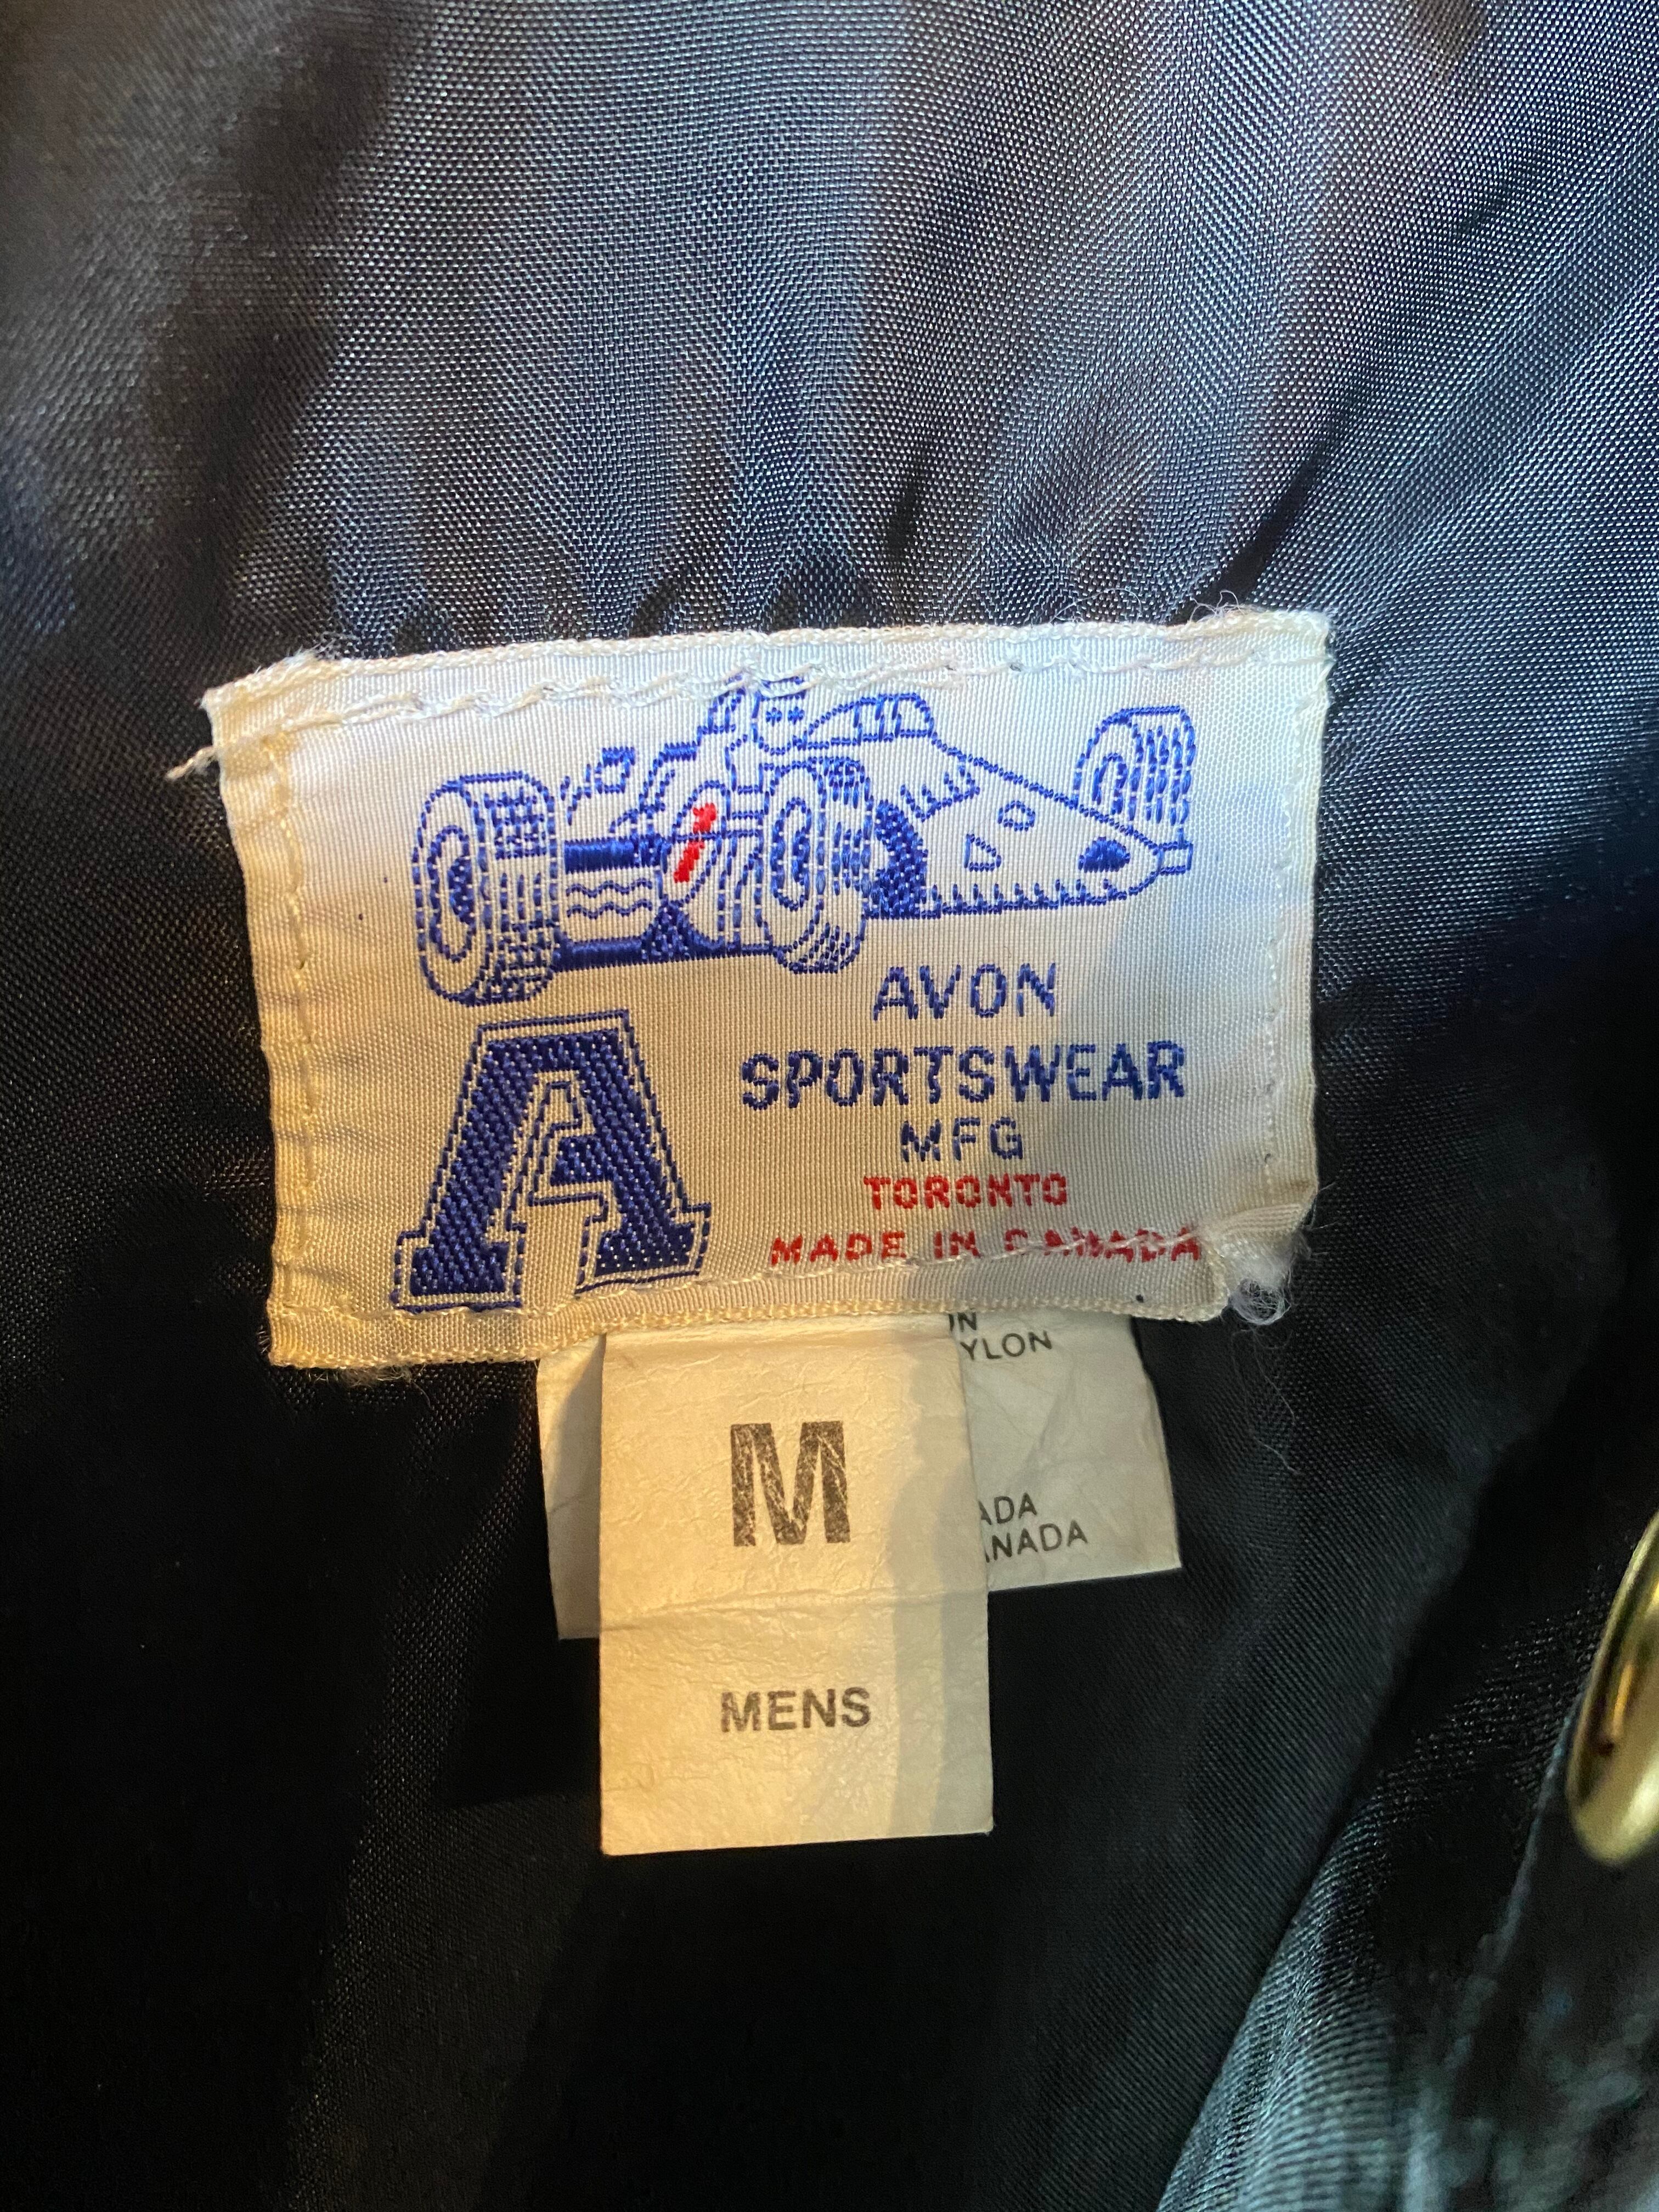 AVON
SPORTSWEAR
MFG
TORONTO
MADE IN CANADA
M
MENS